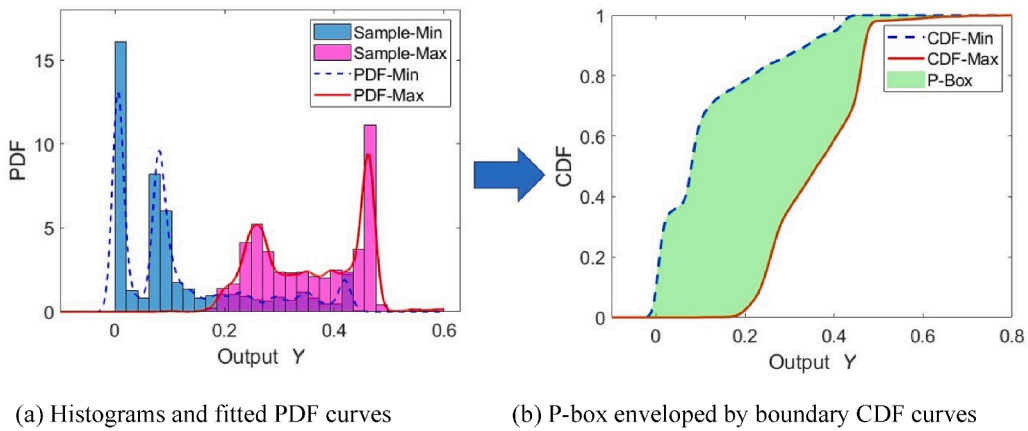 Sample-Min
Sample-Max
PDF-Min
PDF-Max
15
10
5
0
PDF
0
0.2
0.4
0.6
Output Y
CDF-Min
CDF-Max
P-Box
1
0.8
0.6
0.4
0.2
0
CDF
0
0.2
0.4
0.6
0.8
Output Y
(a) Histograms and fitted PDF curves
(b) P-box enveloped by boundary CDF curves